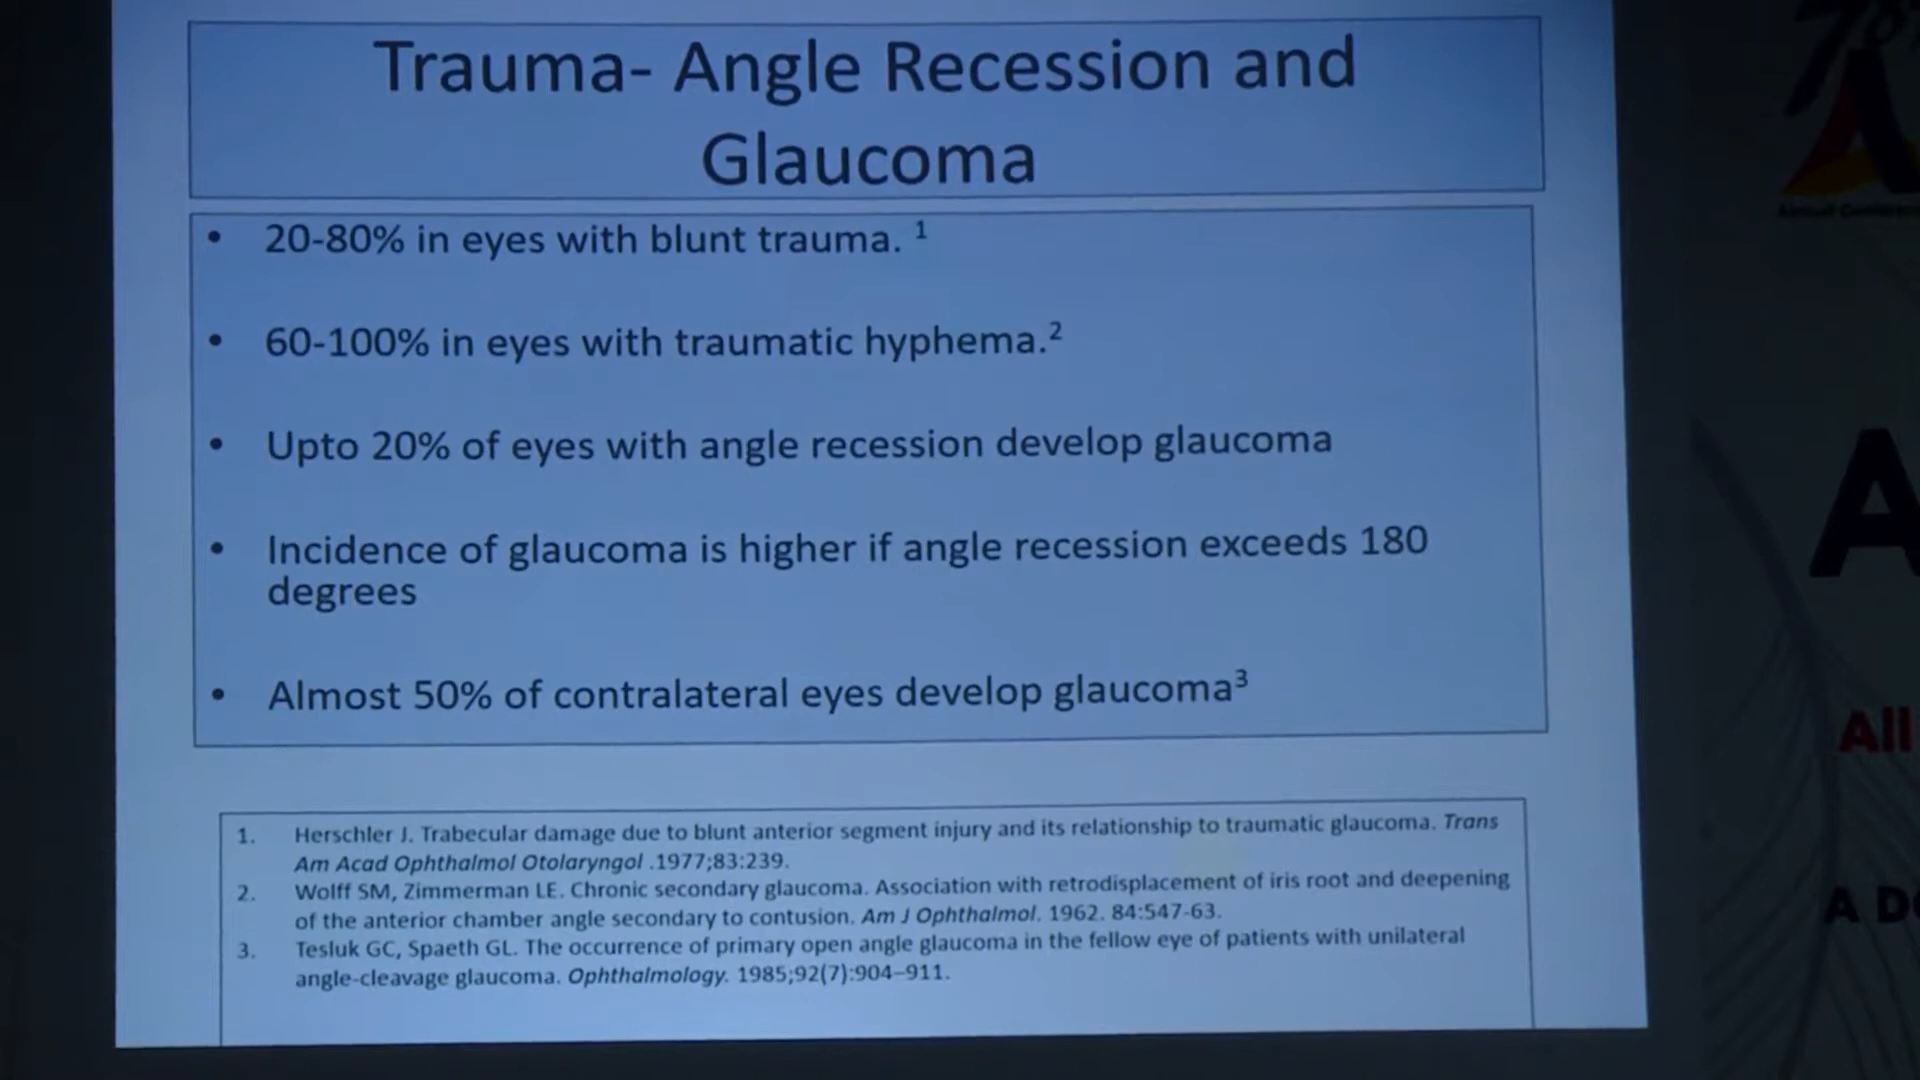 Trauma- Angle Recession and
Glaucoma
• 20-80% in eyes with blunt trauma. 1
• 60-100% in eyes with traumatic hyphema.2
• Upto 20% of eyes with angle recession develop glaucoma
• Incidence of glaucoma is higher if angle recession exceeds 180
degrees
• Almost 50% of contralateral eyes develop glaucoma3
1. Herschler J. Trabecular damage due to blunt anterior segment injury and its relationship to traumatic glaucoma. Trans
Am Acad Ophthalmol Otolaryngol .1977;83:239.
2. Wolff SM, Zimmerman LE. Chronic secondary glaucoma. Association with retrodisplacement of iris root and deepening
of the anterior chamber angle secondary to contusion. Am J Ophthalmol. 1962. 84:547-63.
3. Tesluk GC, Spaeth GL. The occurrence of primary open angle glaucoma in the fellow eye of patients with unilateral
angle-cleavage glaucoma. Ophthalmology. 1985;92(7):904–911.
A
All
A D